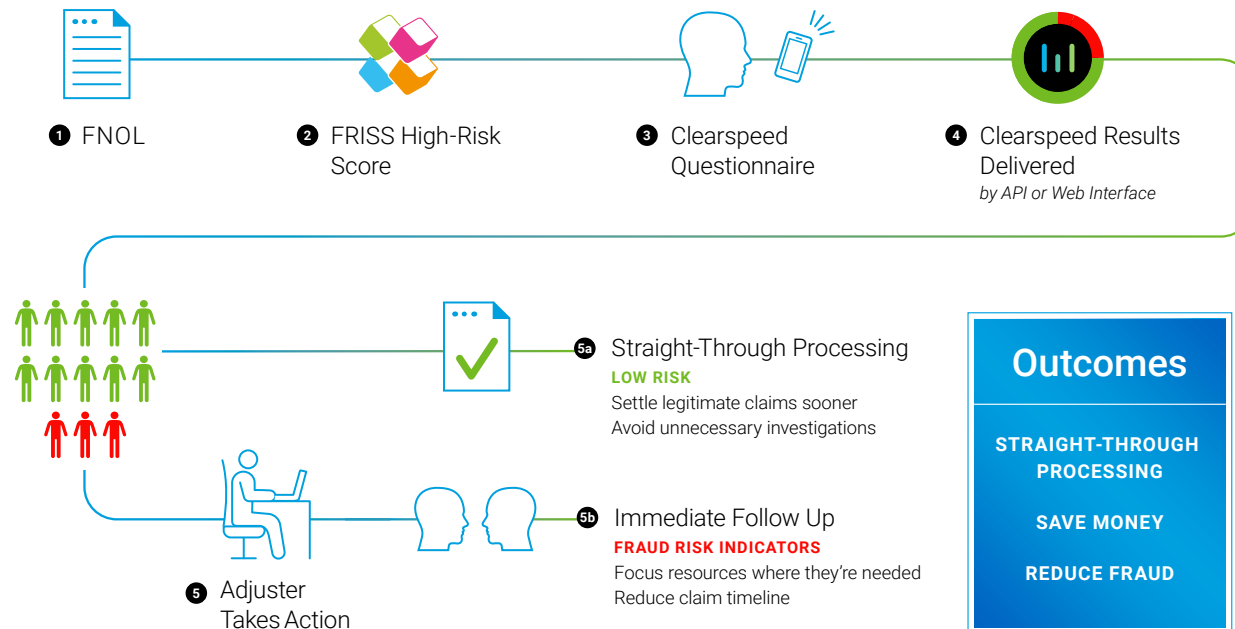 1 FNOL
2 FRISS High-Risk
Score
3 Clearspeed
Questionnaire
4 Clearspeed Results
Delivered
by API or Web Interface
5a Straight-Through Processing
LOW RISK
Settle legitimate claims sooner
Avoid unnecessary investigations
5 Adjuster
Takes Action
5b Immediate Follow Up
FRAUD RISK INDICATORS
Focus resources where they're needed
Reduce claim timeline
Outcomes
STRAIGHT-THROUGH
PROCESSING
SAVE MONEY
REDUCE FRAUD